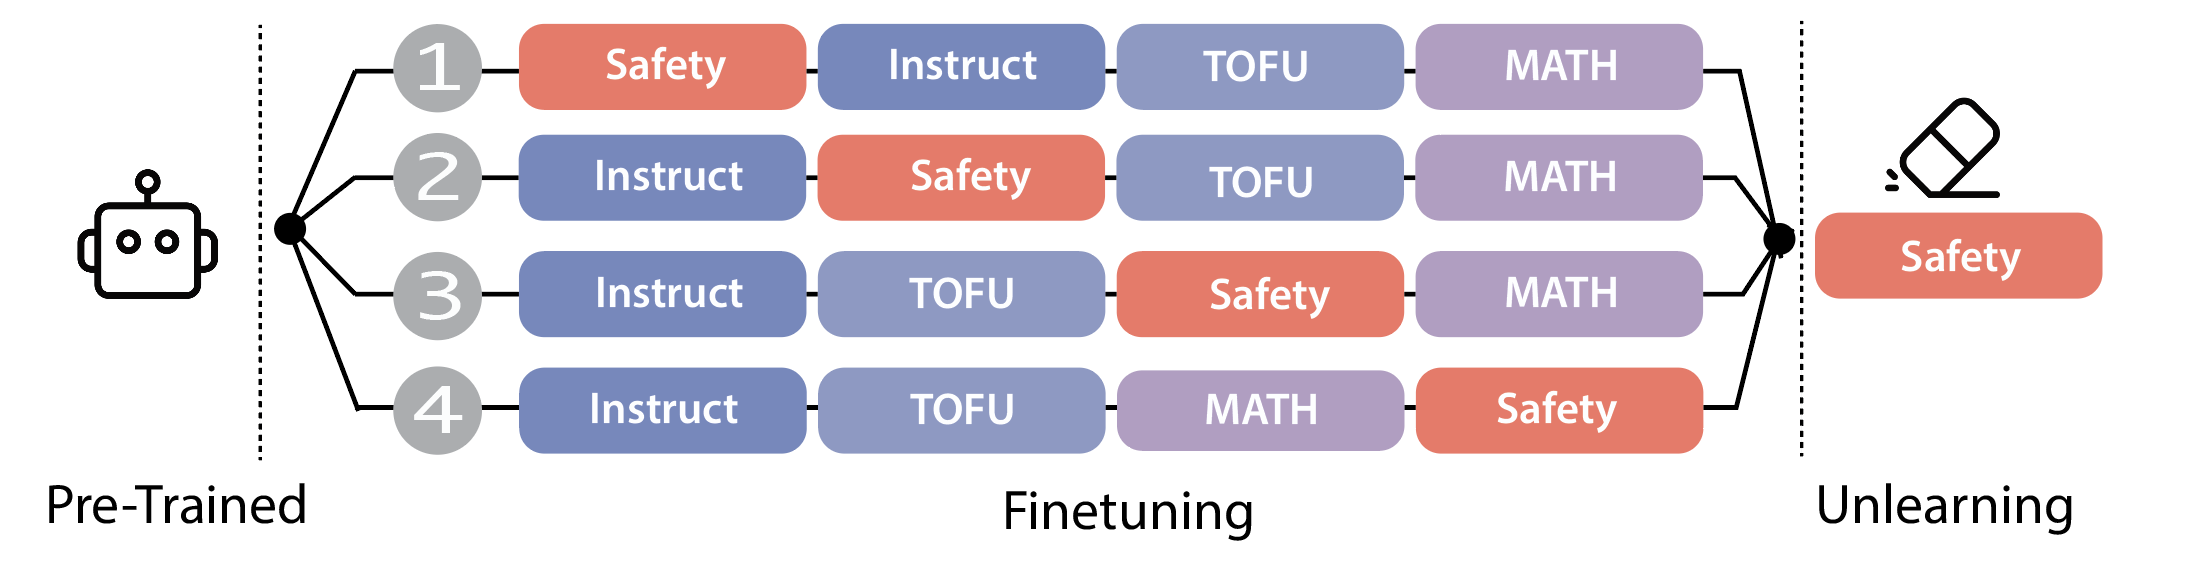 1 Safety Instruct TOFU MATH
2 Instruct Safety TOFU MATH
3 Instruct TOFU Safety MATH
4 Instruct TOFU MATH Safety
Safety
Pre-Trained Finetuning Unlearning